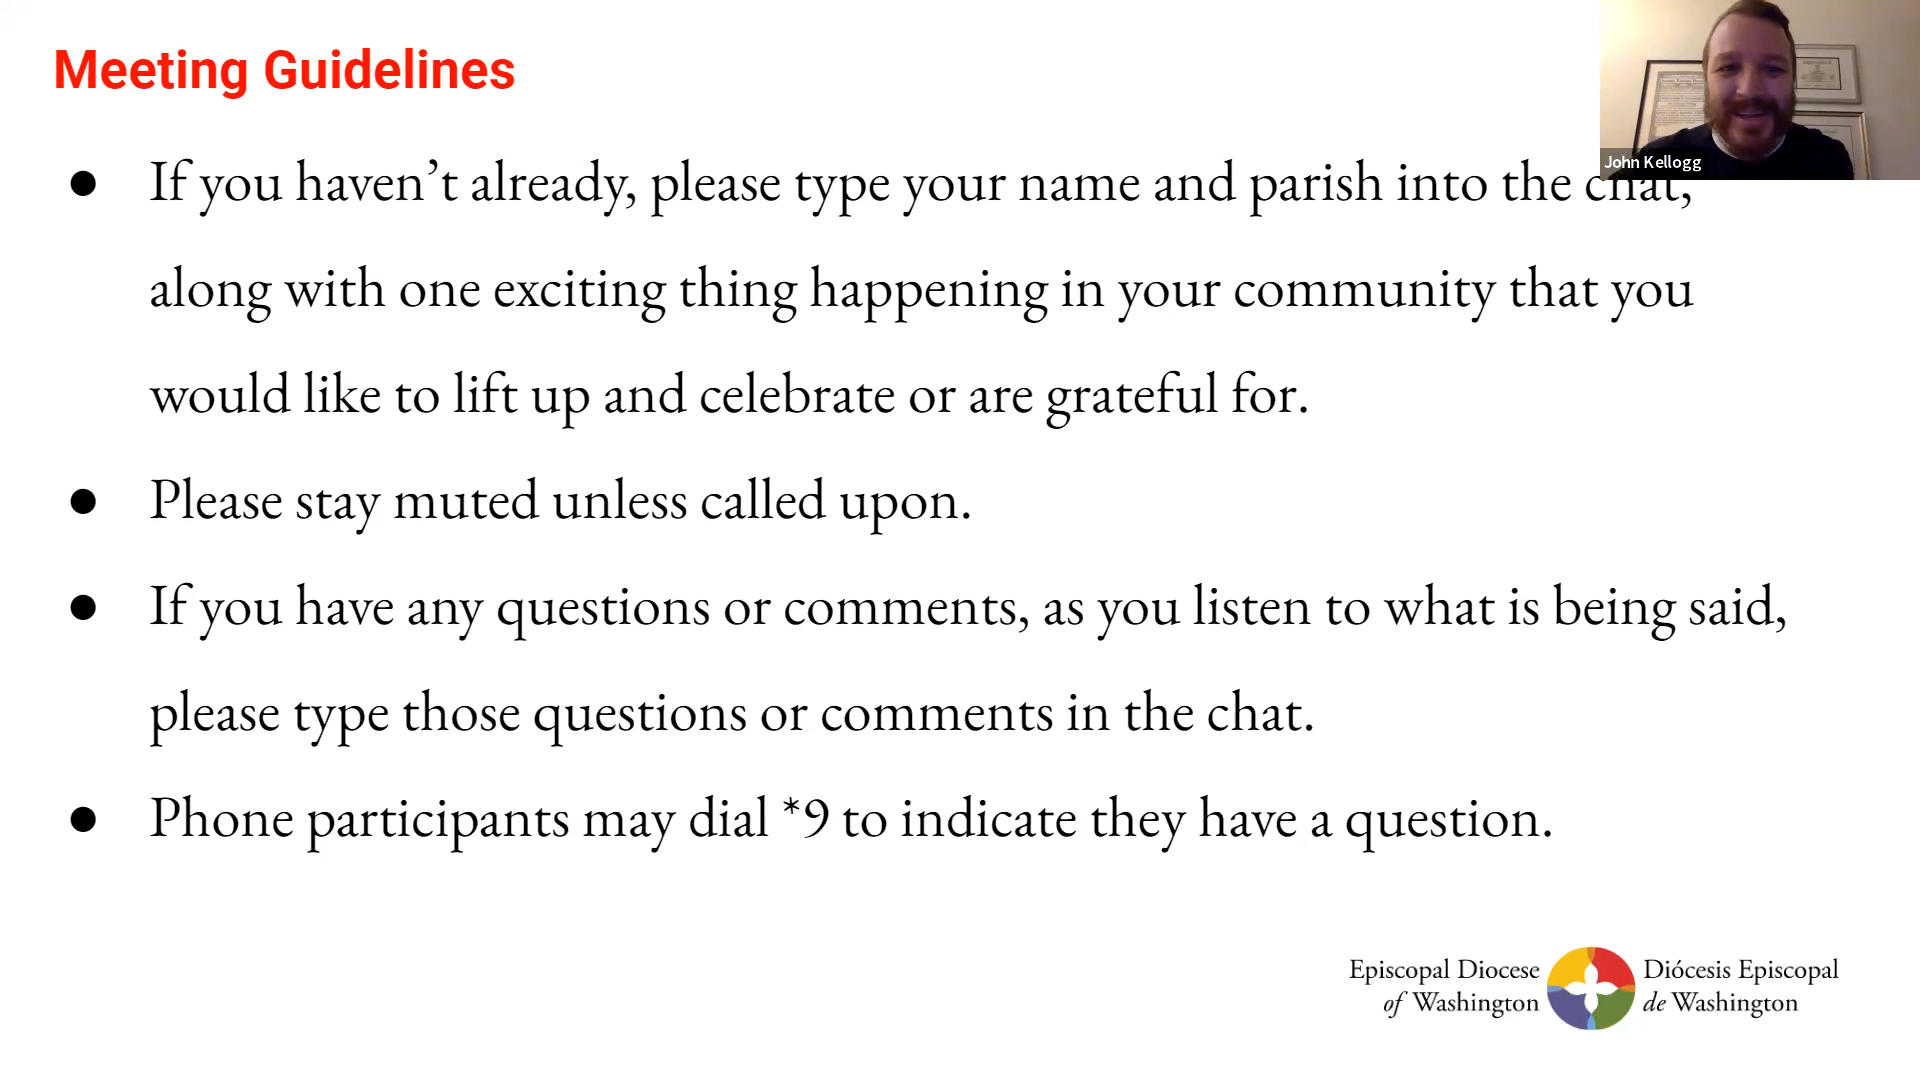 Meeting Guidelines
John Kellogg
● If you haven’t already, please type your name and parish into the chat,
along with one exciting thing happening in your community that you
would like to lift up and celebrate or are grateful for.
● Please stay muted unless called upon.
● If you have any questions or comments, as you listen to what is being said,
please type those questions or comments in the chat.
● Phone participants may dial *9 to indicate they have a question.
Episcopal Diocese
of Washington
Diócesis Episcopal
de Washington